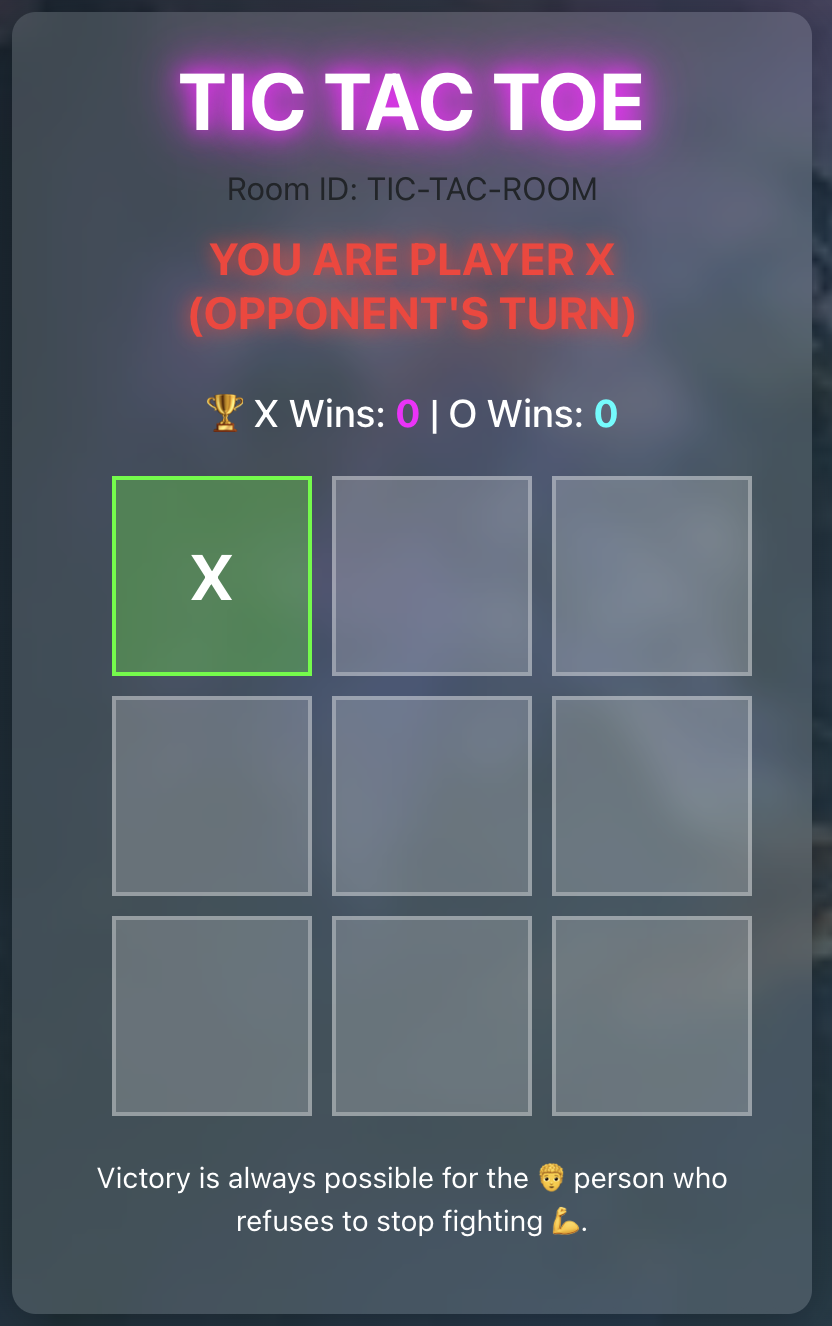 TIC TAC TOE
Room ID: TIC-TAC-ROOM
YOU ARE PLAYER X
(OPPONENT'S TURN)
🏆 X Wins: 0 | O Wins: 0
X
Victory is always possible for the 👨 person who
refuses to stop fighting 💪.